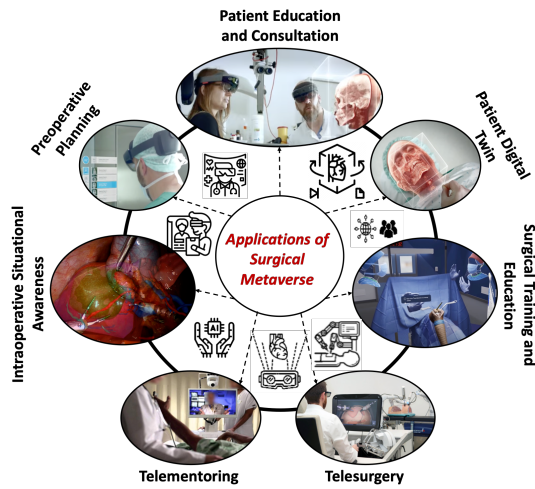 Patient Education
and Consultation
Preoperative
Planning
Patient Digital
Twin
Applications of
Surgical
Metaverse
Intraoperative Situational
Awareness
Surgical Training and
Education
AI
Telementoring
Telesurgery